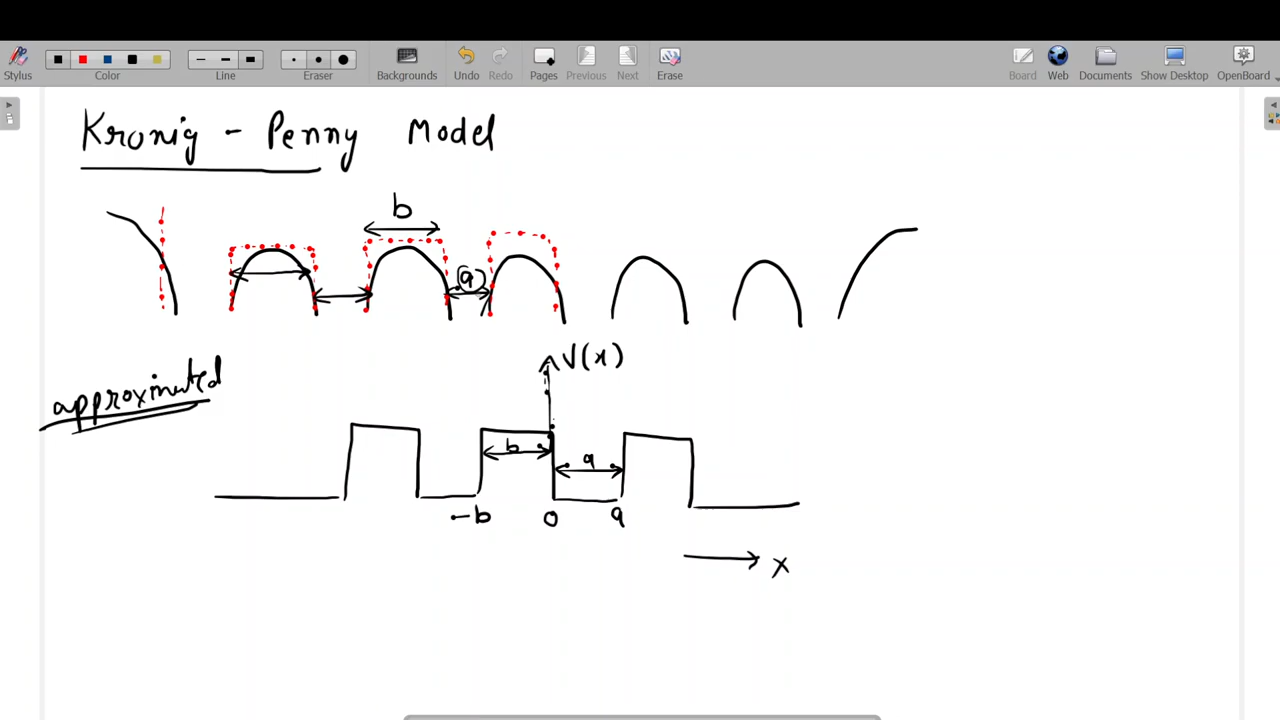 Stylus Color Line Eraser Backgrounds Undo Redo Pages Previous Next Erase Board Web Documents Show Desktop OpenBoard
Kronig - Penny Model
b
(a)
V(x)
approximated
b
a
-b 0 a
x